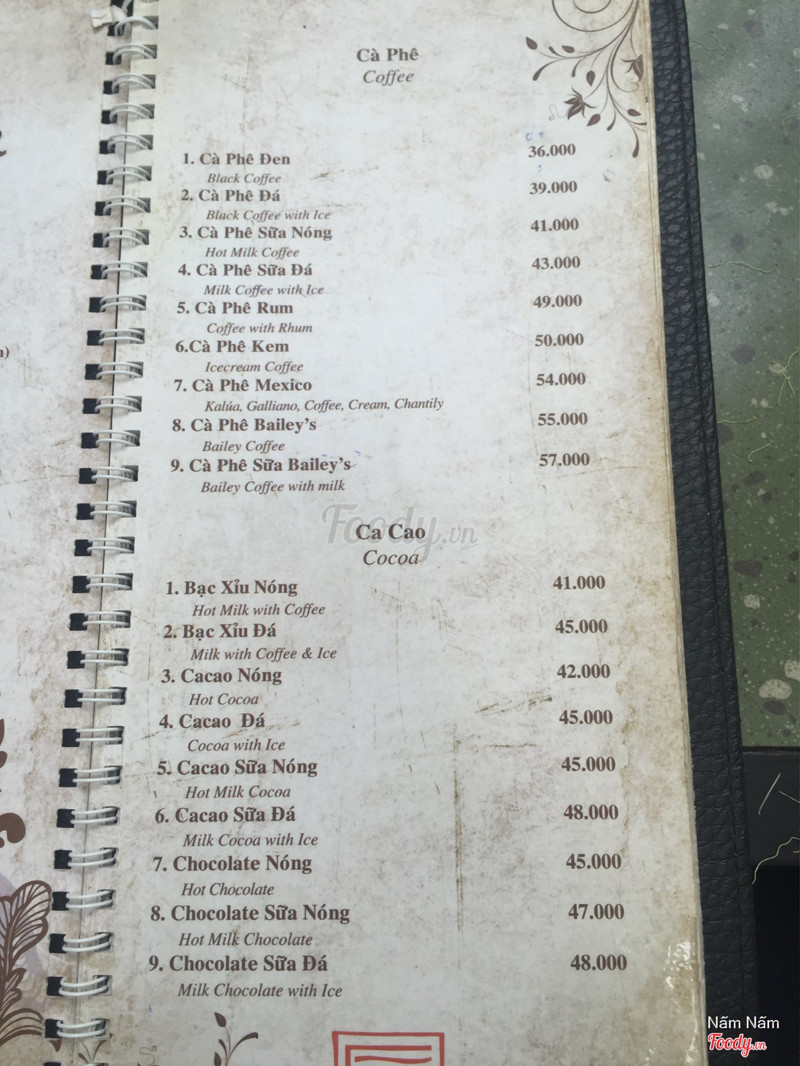 Cà Phê
Coffee
1. Cà Phê Đen 36.000
Black Coffee
2. Cà Phê Đá 39.000
Black Coffee with Ice
3. Cà Phê Sữa Nóng 41.000
Hot Milk Coffee
4. Cà Phê Sữa Đá 43.000
Milk Coffee with Ice
5. Cà Phê Rum 49.000
Coffee with Rhum
6.Cà Phê Kem 50.000
Icecream Coffee
7. Cà Phê Mexico 54.000
Kalúa, Galliano, Coffee, Cream, Chantily
8. Cà Phê Bailey's 55.000
Bailey Coffee
9. Cà Phê Sữa Bailey's 57.000
Bailey Coffee with milk
Foody.vn
Ca Cao
Cocoa
1. Bạc Xỉu Nóng 41.000
Hot Milk with Coffee
2. Bạc Xỉu Đá 45.000
Milk with Coffee & Ice
3. Cacao Nóng 42.000
Hot Cocoa
4. Cacao Đá 45.000
Cocoa with Ice
5. Cacao Sữa Nóng 45.000
Hot Milk Cocoa
6. Cacao Sữa Đá 48.000
Milk Cocoa with Ice
7. Chocolate Nóng 45.000
Hot Chocolate
8. Chocolate Sữa Nóng 47.000
Hot Milk Chocolate
9. Chocolate Sữa Đá 48.000
Milk Chocolate with Ice
Nấm Nấm
Foody.vn